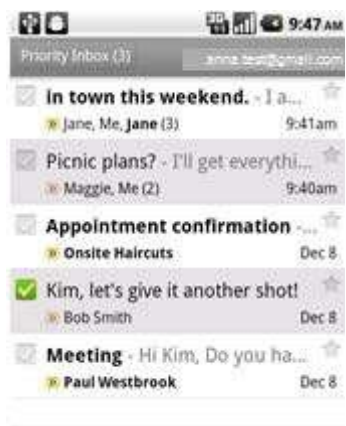 9:47 AM
Priority Inbox (3) anna.test@gmail.com
in town this weekend. - I a...
Jane, Me, Jane (3) 9:41am
Picnic plans? - I'll get everythi...
Maggie, Me (2) 9:40am
Appointment confirmation -...
Onsite Haircuts Dec 8
Kim, let's give it another shot!
Bob Smith Dec 8
Meeting - Hi Kim, Do you ha...
Paul Westbrook Dec 8